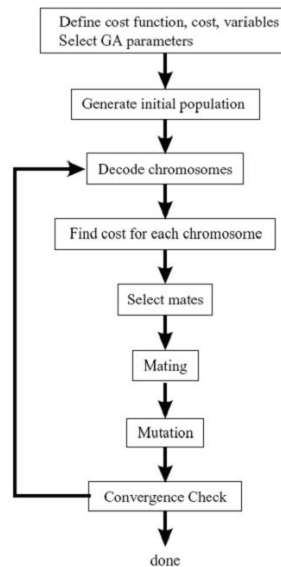 Define cost function, cost, variables
Select GA parameters
Generate initial population
Decode chromosomes
Find cost for each chromosome
Select mates
Mating
Mutation
Convergence Check
done